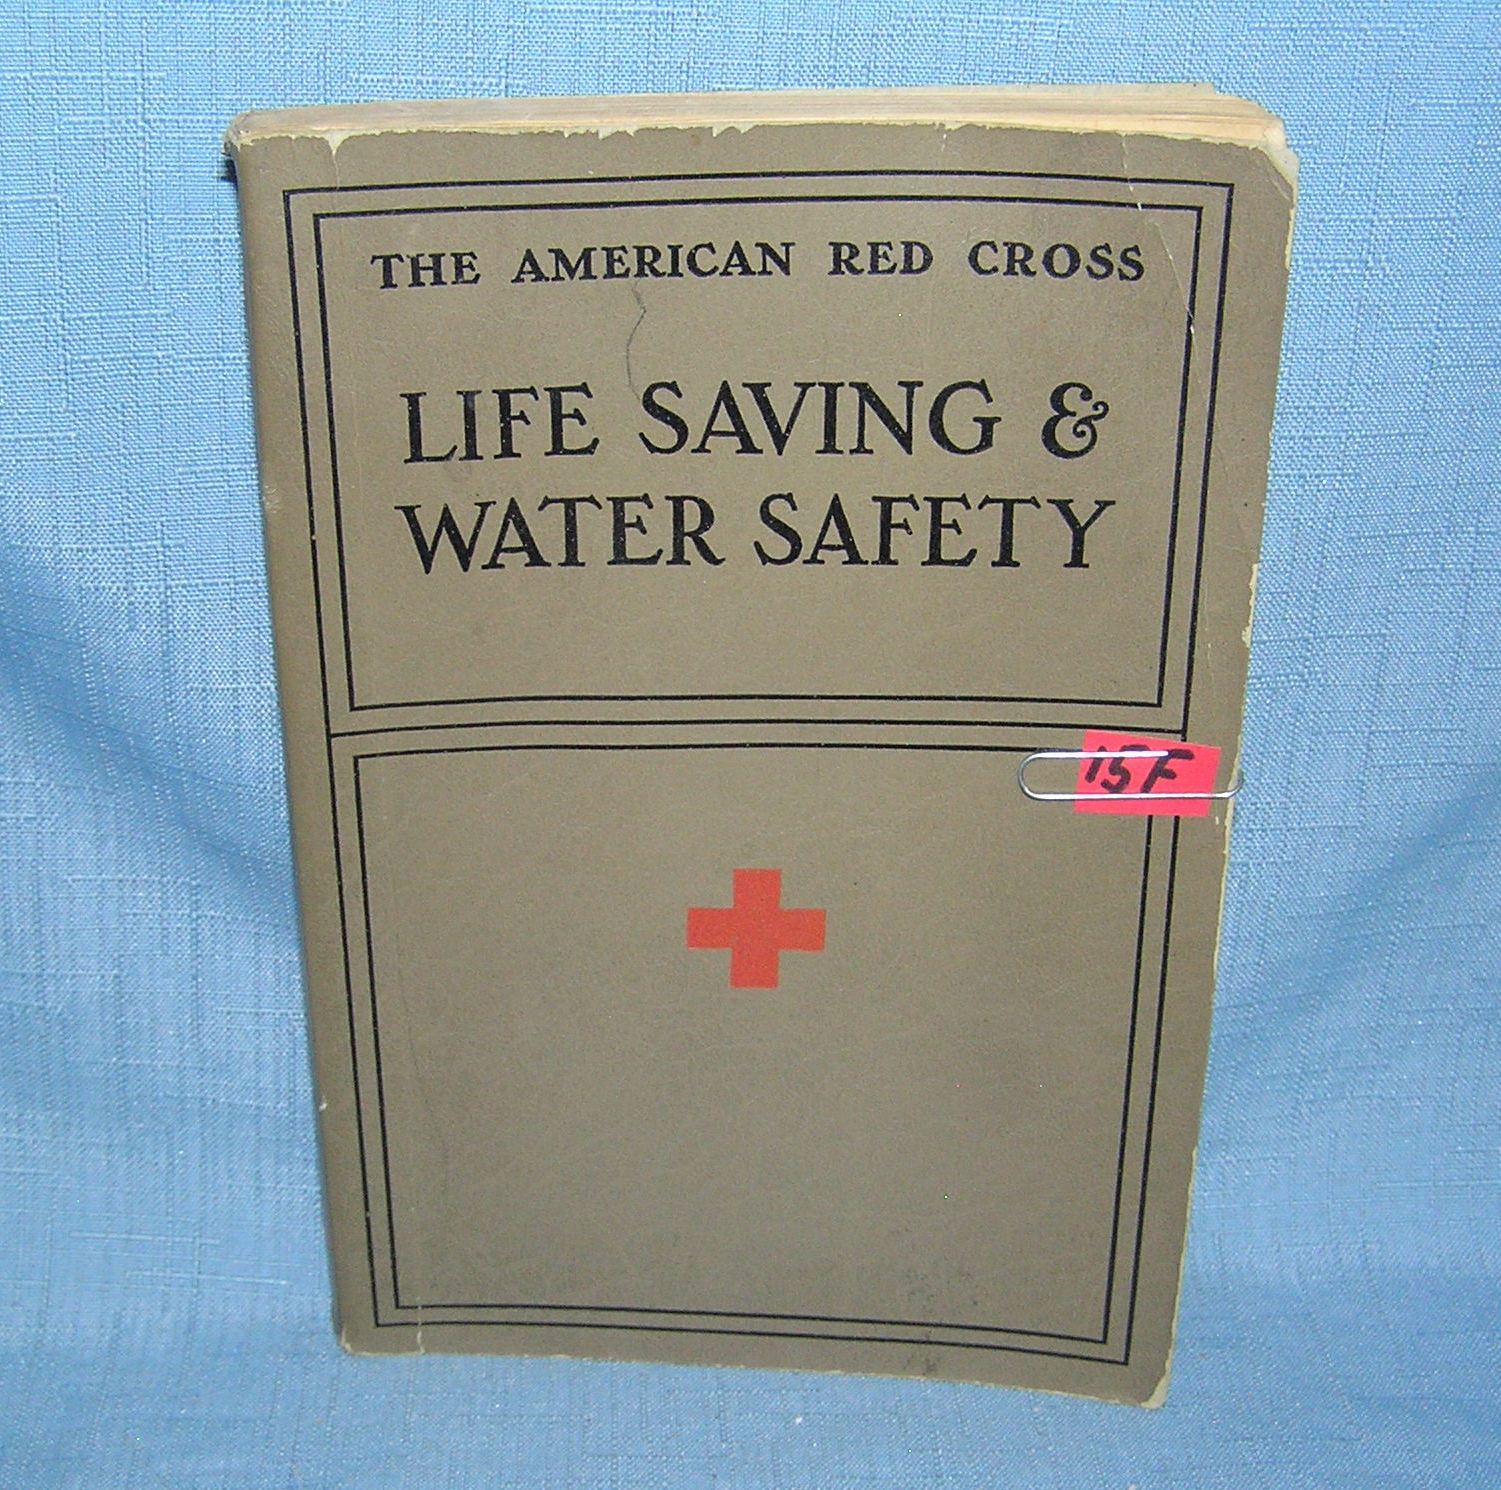 THE AMERICAN RED CROSS
LIFE SAVING &
WATER SAFETY
15F